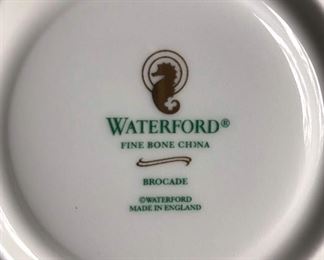 WATERFORD®
FINE BONE CHINA
BROCADE
©WATERFORD
MADE IN ENGLAND